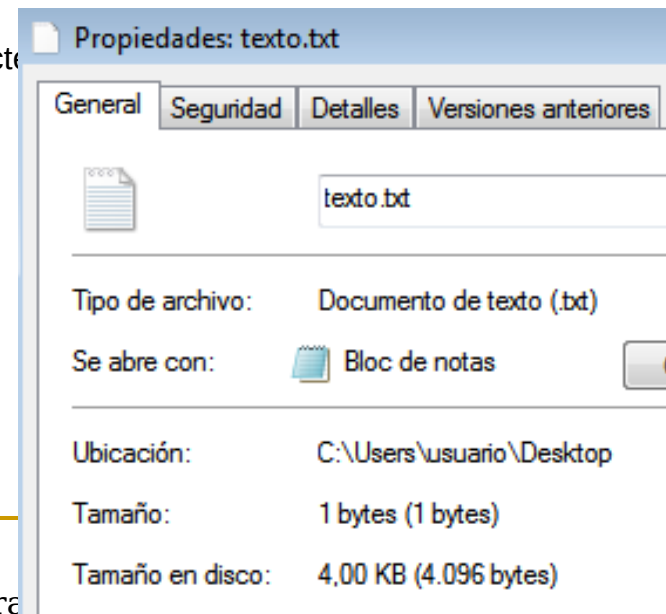 Propiedades: texto.txt
General Seguridad Detalles Versiones anteriores
texto.txt
Tipo de archivo: Documento de texto (.txt)
Se abre con: Bloc de notas
Ubicación: C:\Users\usuario\Desktop
Tamaño: 1 bytes (1 bytes)
Tamaño en disco: 4,00 KB (4.096 bytes)